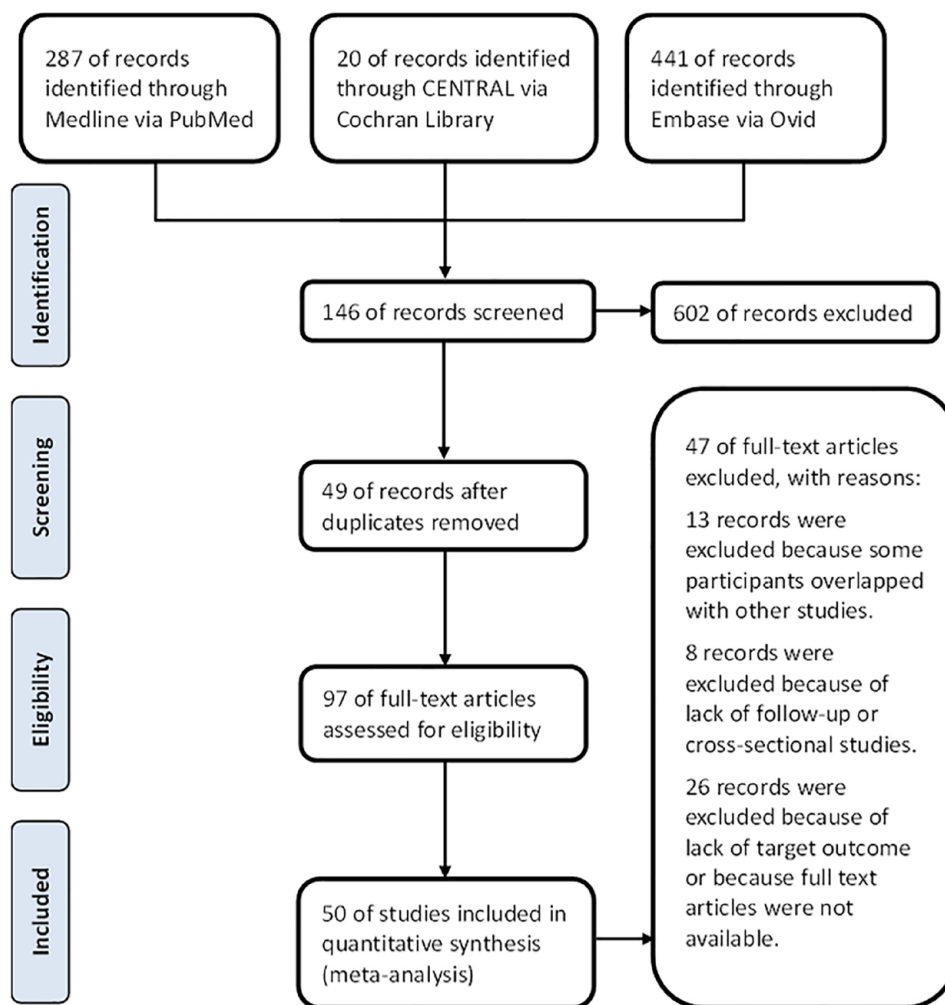 287 of records
identified through
Medline via PubMed
20 of records identified
through CENTRAL via
Cochran Library
441 of records
identified through
Embase via Ovid
Identification
146 of records screened
602 of records excluded
Screening
49 of records after
duplicates removed
47 of full-text articles
excluded, with reasons:
13 records were
excluded because some
participants overlapped
with other studies.
8 records were
excluded because of
lack of follow-up or
cross-sectional studies.
26 records were
excluded because of
lack of target outcome
or because full text
articles were not
available.
Eligibility
97 of full-text articles
assessed for eligibility
Included
50 of studies included in
quantitative synthesis
(meta-analysis)